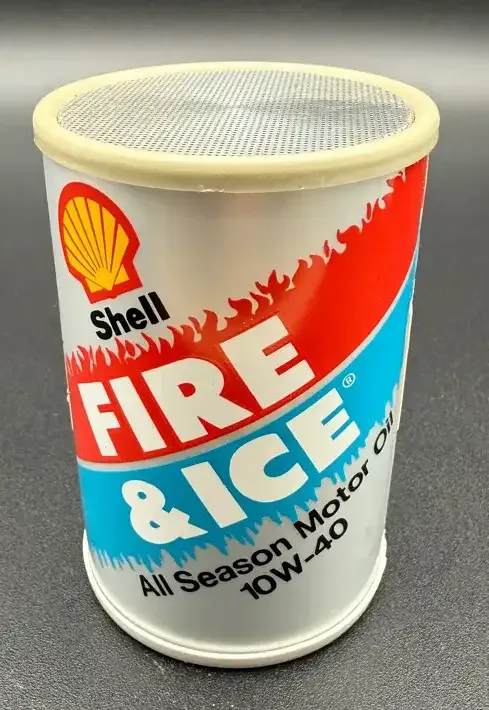 Shell
FIRE
& ICE®
All Season Motor Oil
10W-40